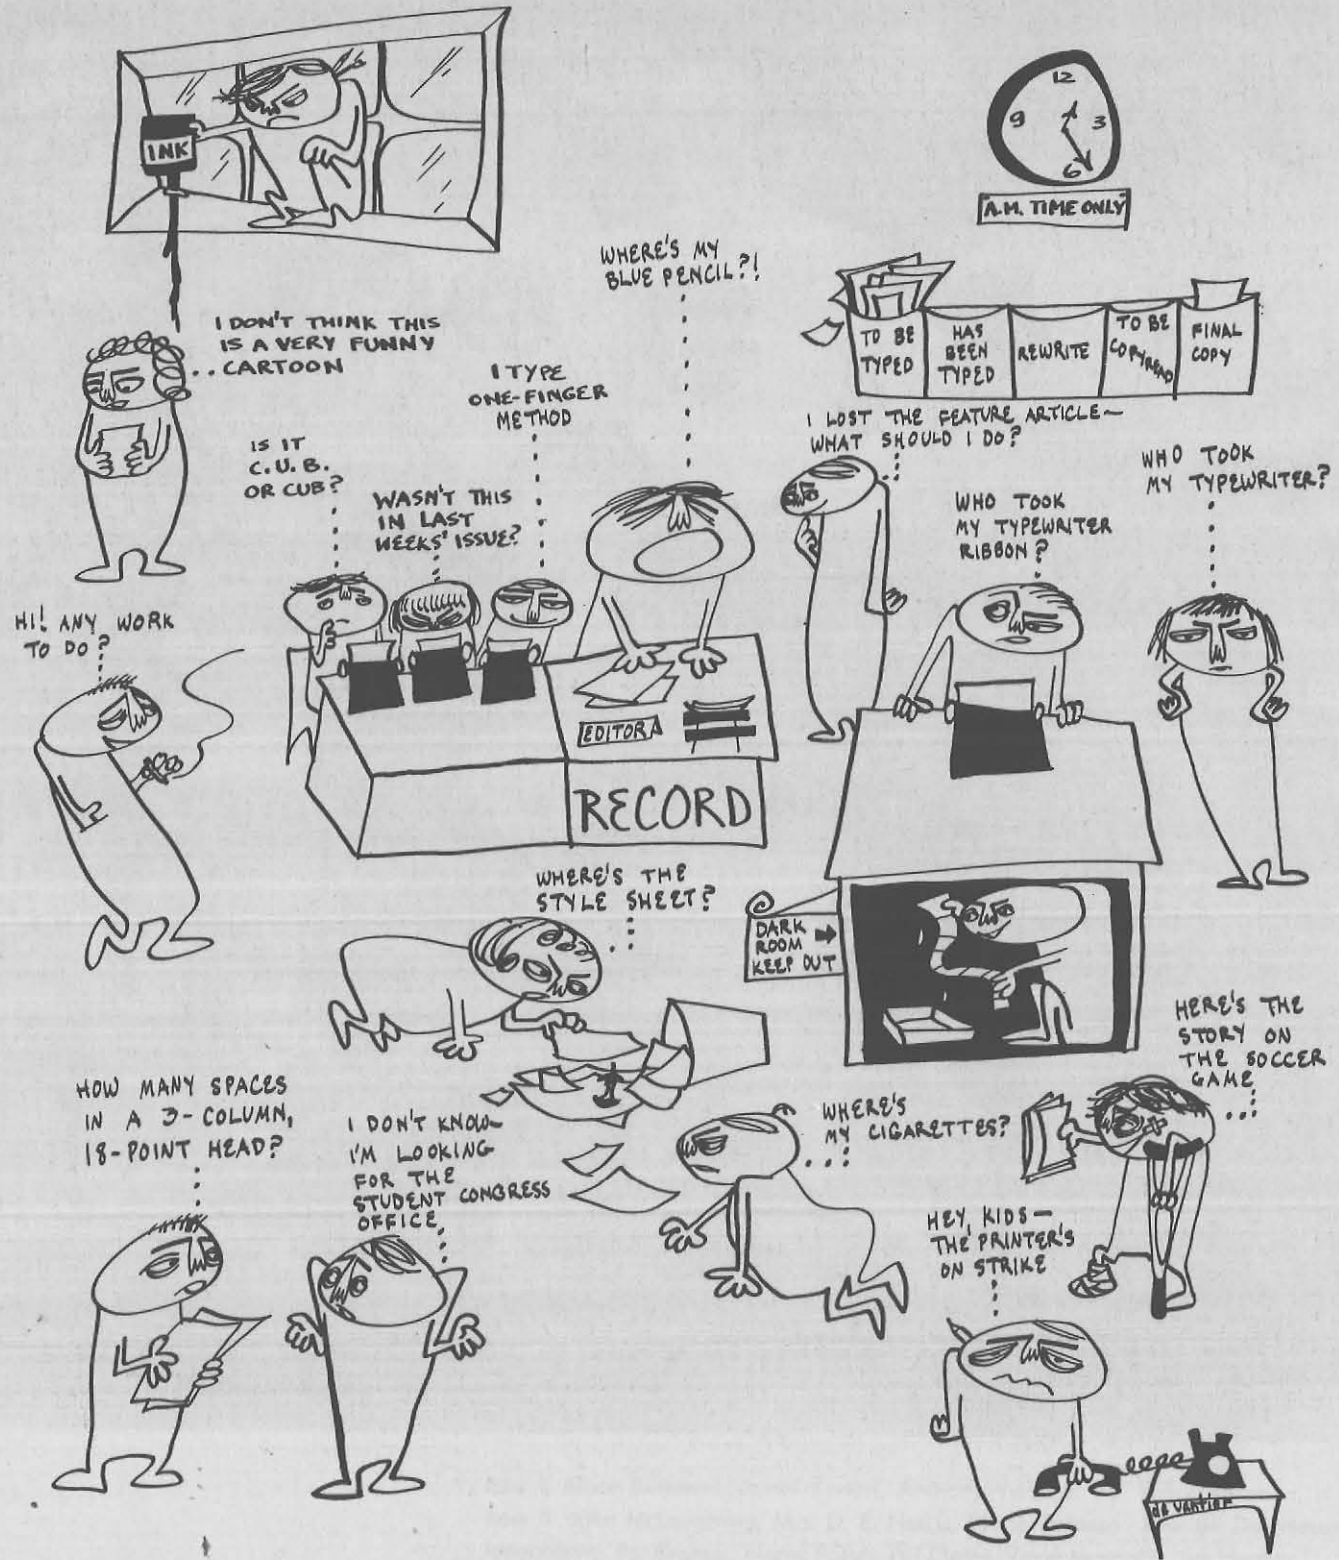 INK
12
9
3
6
A.M. TIME ONLY
I DON'T THINK THIS
IS A VERY FUNNY
CARTOON
WHERE'S MY
BLUE PENCIL?!
TO BE
TYPED
HAS
BEEN
TYPED
REWRITE
TO BE
COPYREAD
FINAL
COPY
I TYPE
ONE-FINGER
METHOD
IS IT
C.U.B.
OR CUB?
WASN'T THIS
IN LAST
WEEKS' ISSUE?
I LOST THE FEATURE ARTICLE—
WHAT SHOULD I DO?
WHO TOOK
MY TYPEWRITER
RIBBON?
WHO TOOK
MY TYPEWRITER?
HI! ANY WORK
TO DO?
EDITORA
RECORD
WHERE'S THE
STYLE SHEET?
DARK
ROOM
KEEP OUT
HERE'S THE
STORY ON
THE SOCCER
GAME
HOW MANY SPACES
IN A 3-COLUMN,
18-POINT HEAD?
I DON'T KNOW—
I'M LOOKING
FOR THE
STUDENT CONGRESS
OFFICE
WHERE'S
MY CIGARETTES?
HEY, KIDS—
THE PRINTER'S
ON STRIKE
de vantier